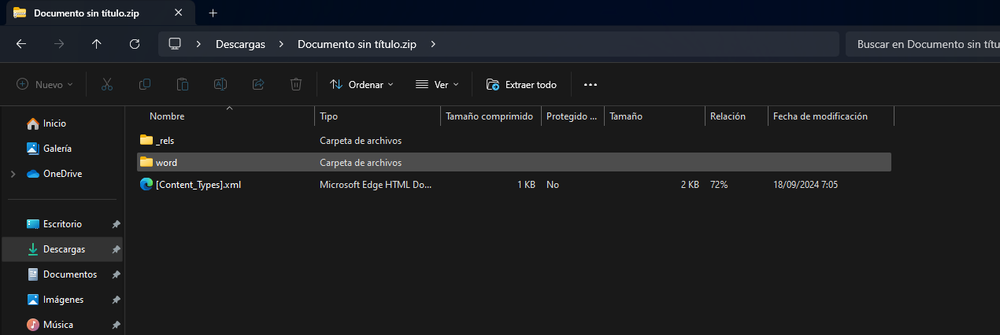 Documento sin título.zip
Descargas Documento sin título.zip Buscar en Documento sin títu
Nuevo Ordenar Ver Extraer todo
Inicio
Galería
OneDrive
Escritorio
Descargas
Documentos
Imágenes
Música
Nombre Tipo Tamaño comprimido Protegido ... Tamaño Relación Fecha de modificación
_rels Carpeta de archivos
word Carpeta de archivos
[Content_Types].xml Microsoft Edge HTML Do... 1 KB No 2 KB 72% 18/09/2024 7:05